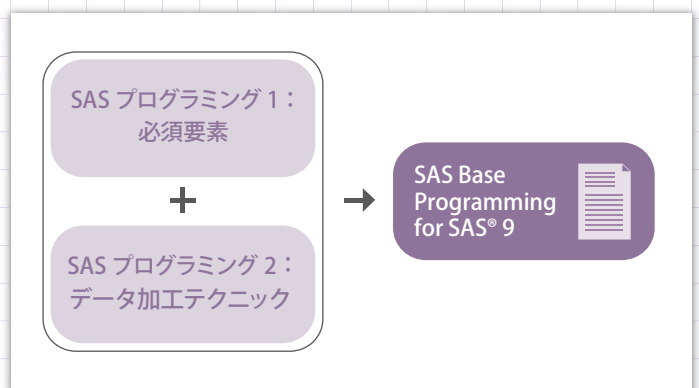 SAS プログラミング 1：
必須要素
+
SAS プログラミング 2：
データ加工テクニック
SAS Base
Programming
for SAS® 9